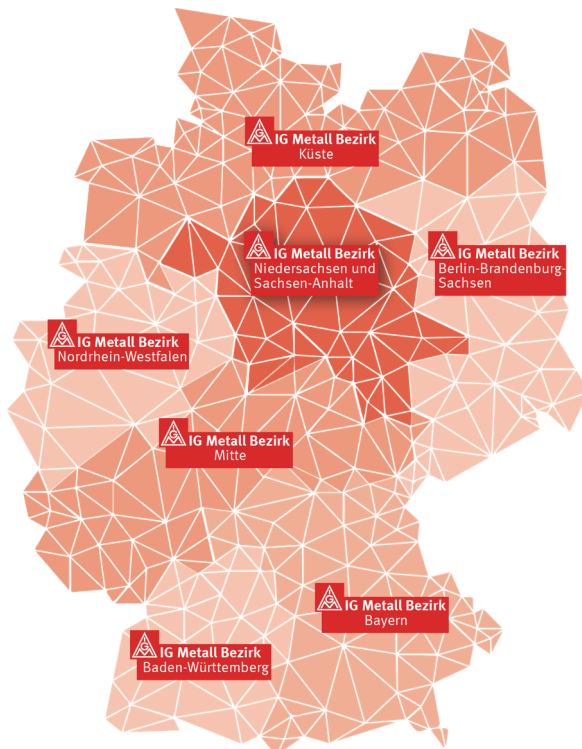 IG Metall Bezirk
Küste
IG Metall Bezirk
Niedersachsen und
Sachsen-Anhalt
IG Metall Bezirk
Berlin-Brandenburg-
Sachsen
IG Metall Bezirk
Nordrhein-Westfalen
IG Metall Bezirk
Mitte
IG Metall Bezirk
Bayern
IG Metall Bezirk
Baden-Württemberg